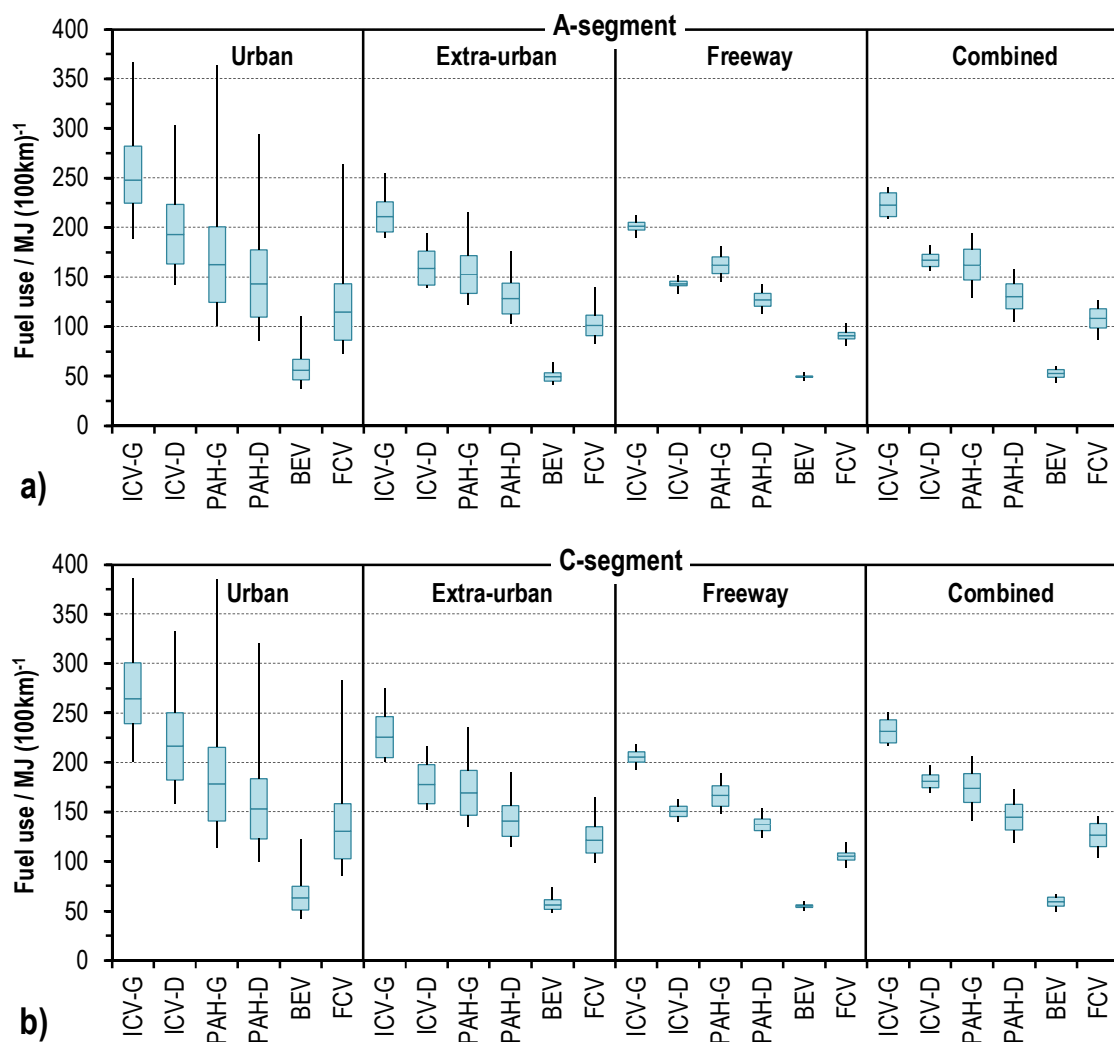 A-segment
Urban Extra-urban Freeway Combined
Fuel use / MJ (100km)-1
400
350
300
250
200
150
100
50
0
ICV-G ICV-D PAH-G PAH-D BEV FCV ICV-G ICV-D PAH-G PAH-D BEV FCV ICV-G ICV-D PAH-G PAH-D BEV FCV ICV-G ICV-D PAH-G PAH-D BEV FCV
a)
C-segment
Urban Extra-urban Freeway Combined
Fuel use / MJ (100km)-1
400
350
300
250
200
150
100
50
0
ICV-G ICV-D PAH-G PAH-D BEV FCV ICV-G ICV-D PAH-G PAH-D BEV FCV ICV-G ICV-D PAH-G PAH-D BEV FCV ICV-G ICV-D PAH-G PAH-D BEV FCV
b)